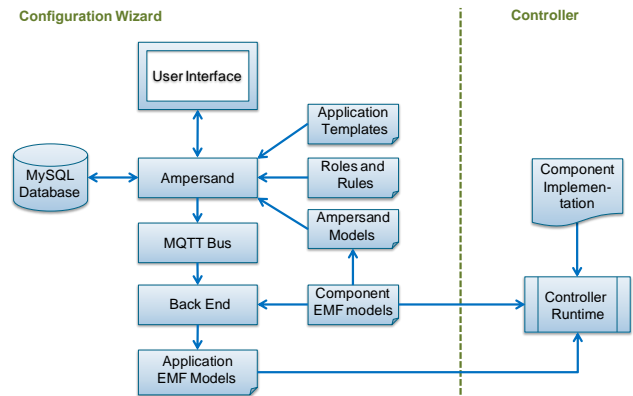 Configuration Wizard
Controller
User Interface
Application
Templates
MySQL
Database
Ampersand
Roles and
Rules
Component
Implemen-
tation
Ampersand
Models
MQTT Bus
Back End
Component
EMF models
Controller
Runtime
Application
EMF Models